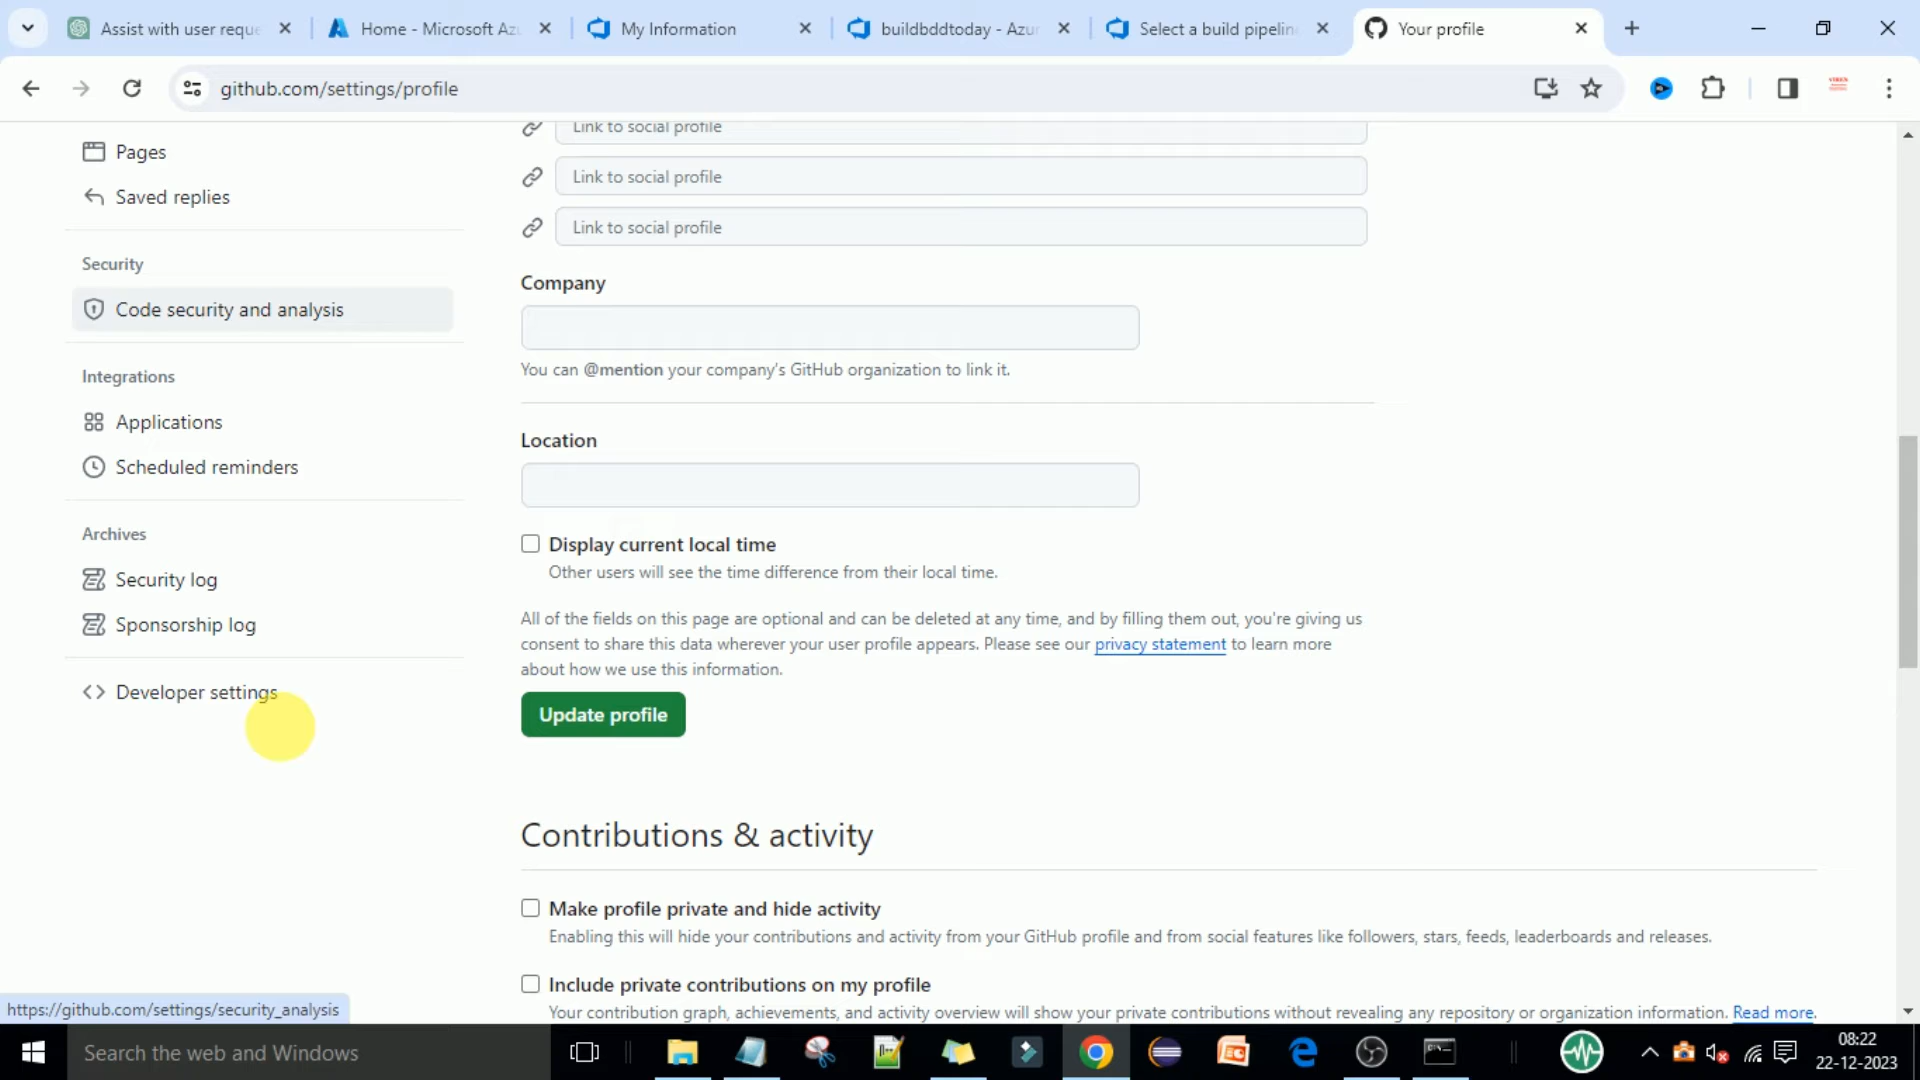 Assist with user reque
Home - Microsoft Azu
My Information
buildbddtoday - Azur
Select a build pipeline
Your profile
github.com/settings/profile
Pages
Saved replies
Security
Code security and analysis
Integrations
Applications
Scheduled reminders
Archives
Security log
Sponsorship log
Developer settings
Link to social profile
Link to social profile
Link to social profile
Company
You can @mention your company's GitHub organization to link it.
Location
Display current local time
Other users will see the time difference from their local time.
All of the fields on this page are optional and can be deleted at any time, and by filling them out, you're giving us
consent to share this data wherever your user profile appears. Please see our privacy statement to learn more
about how we use this information.
Update profile
Contributions & activity
Make profile private and hide activity
Enabling this will hide your contributions and activity from your GitHub profile and from social features like followers, stars, feeds, leaderboards and releases.
Include private contributions on my profile
Your contribution graph, achievements, and activity overview will show your private contributions without revealing any repository or organization information. Read more.
https://github.com/settings/security_analysis
Search the web and Windows
08:22
22-12-2023